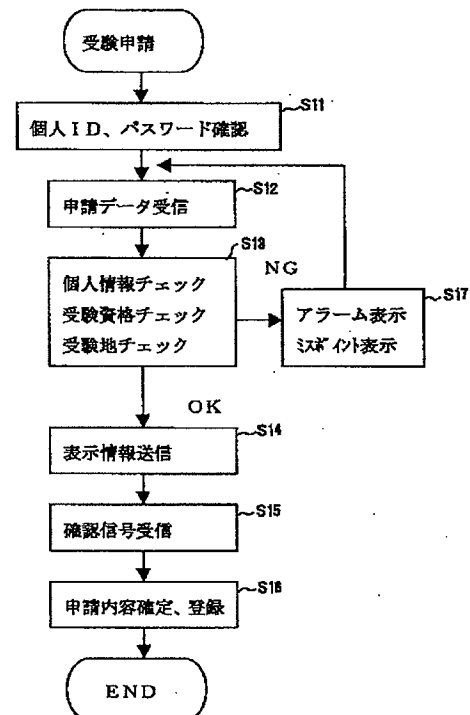 受験申請
S11
個人ID、パスワード確認
S12
申請データ受信
S13
個人情報チェック
受験資格チェック
受験地チェック
NG
S17
アラーム表示
ミスポイント表示
OK
S14
表示情報送信
S15
確認信号受信
S16
申請内容確定、登録
END